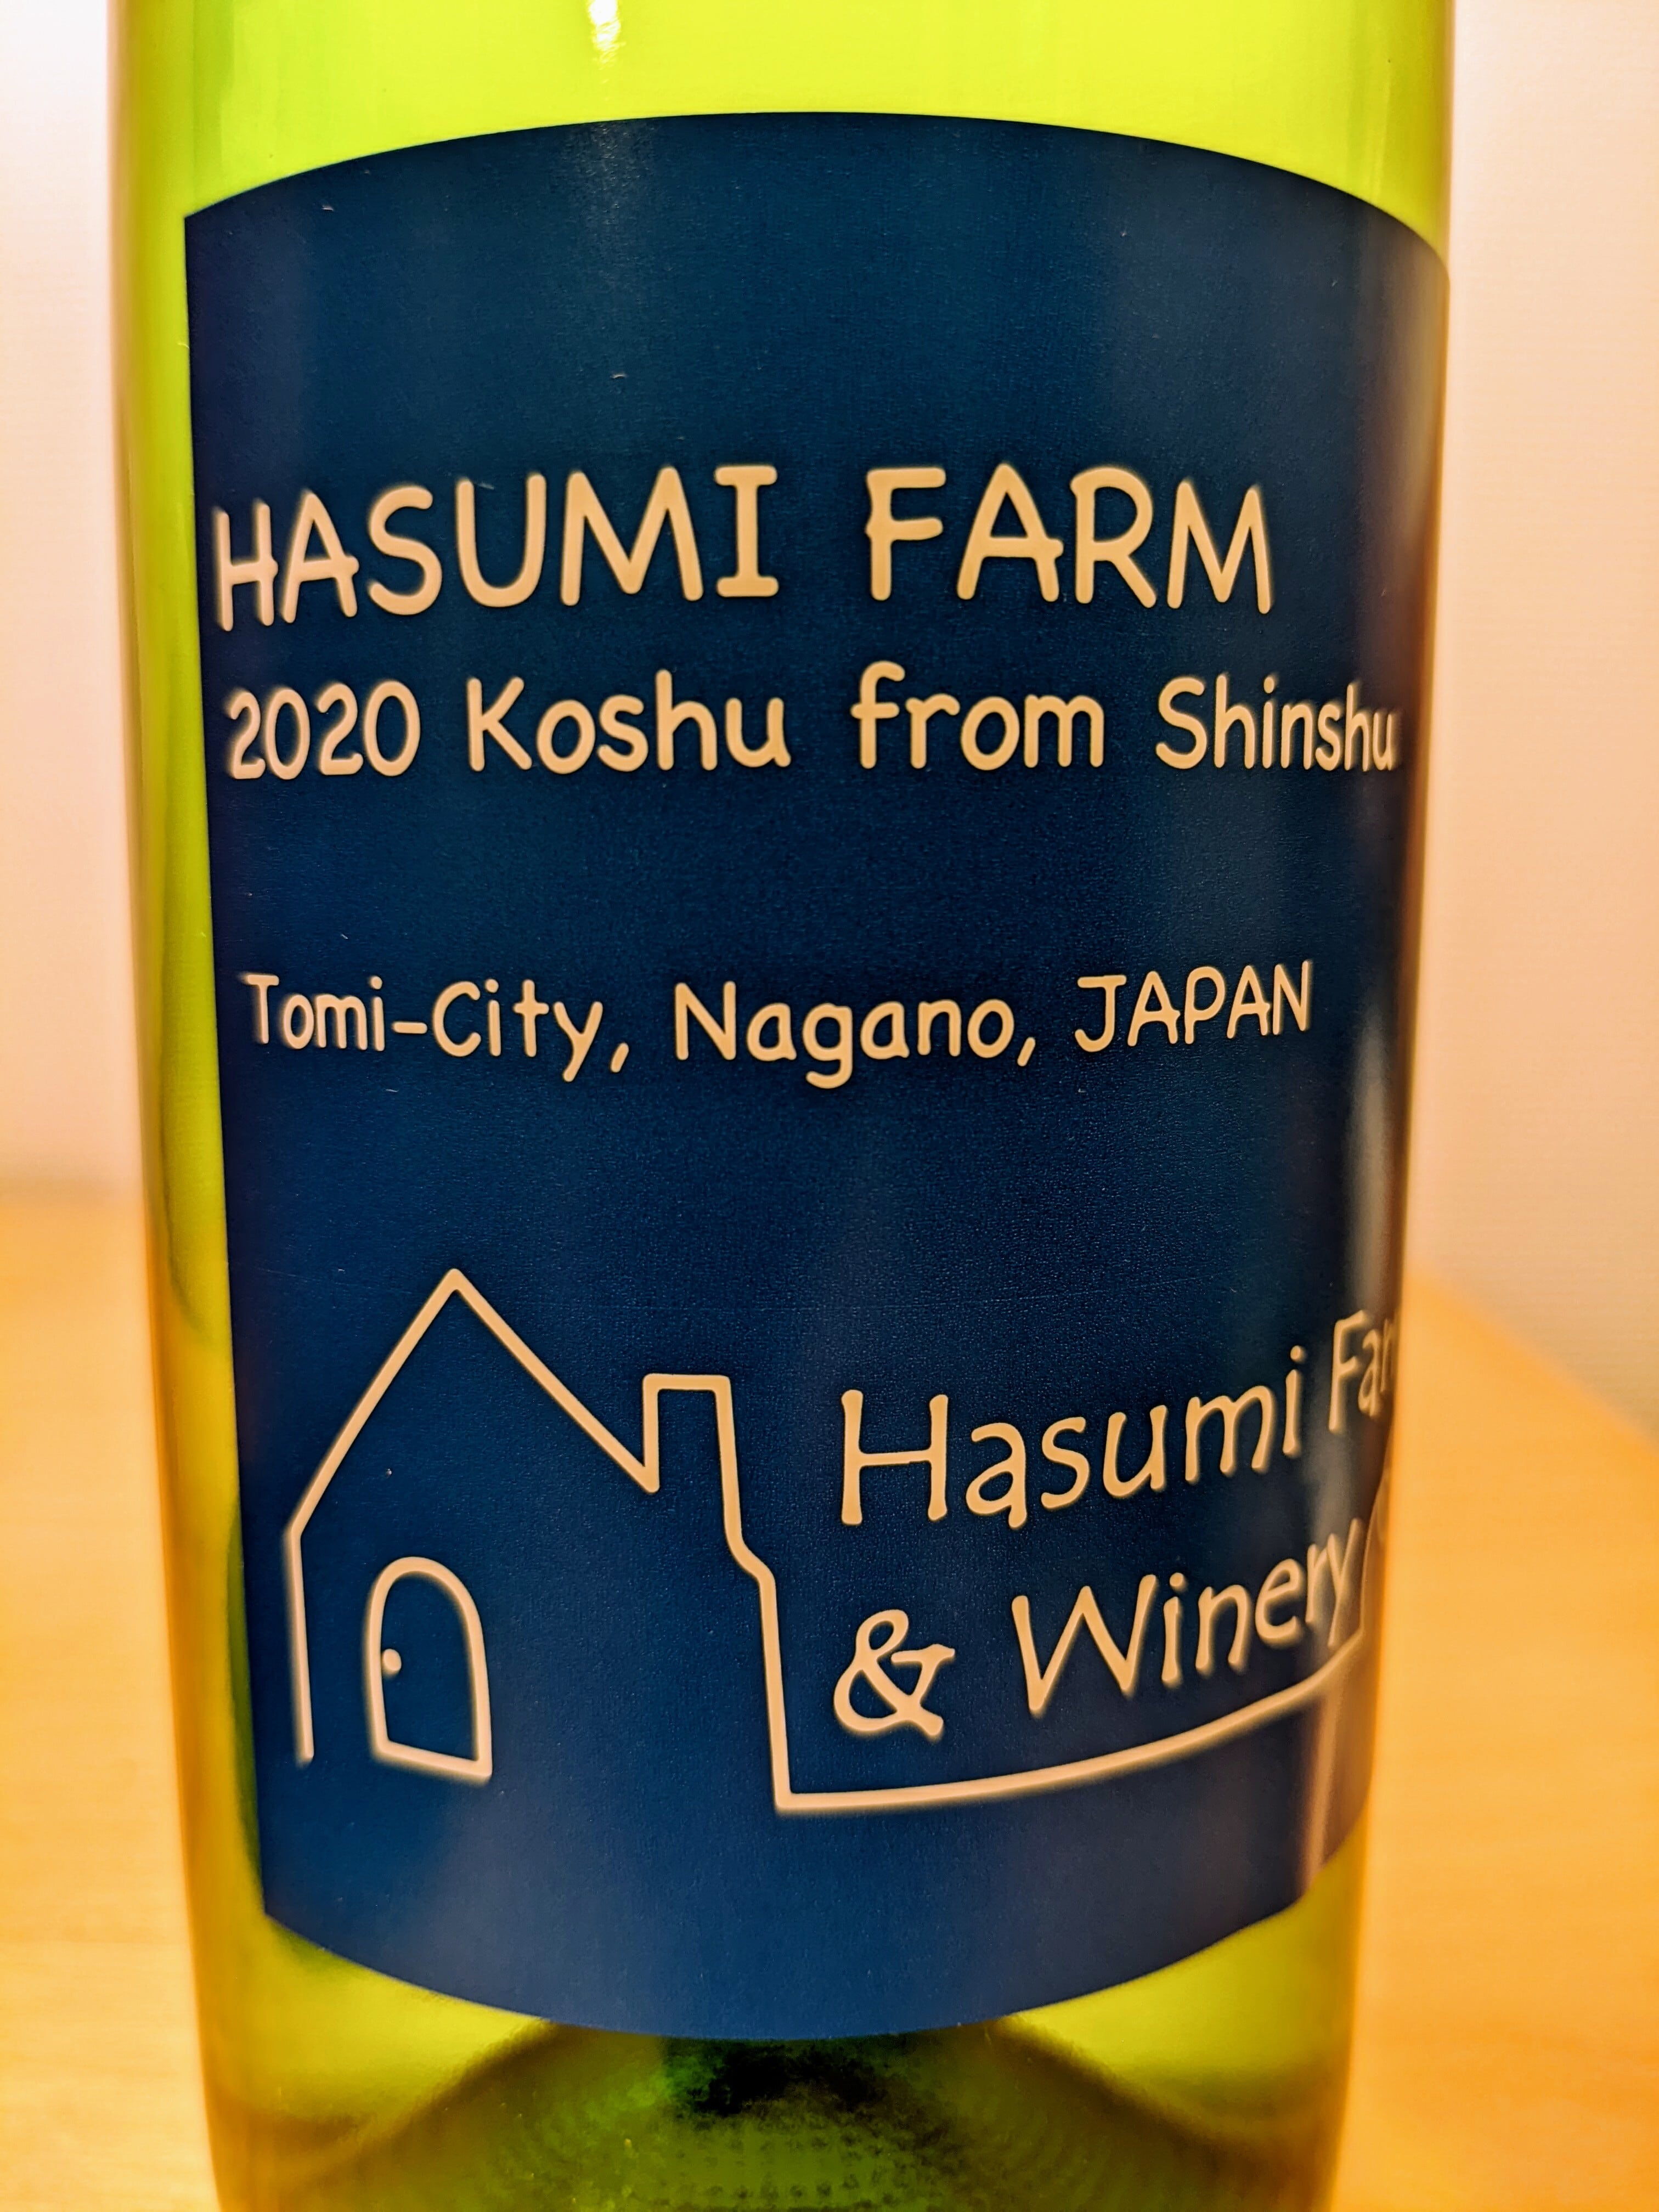 HASUMI FARM
2020 Koshu from Shinshu
Tomi-City, Nagano, JAPAN
Hasumi
& Winery